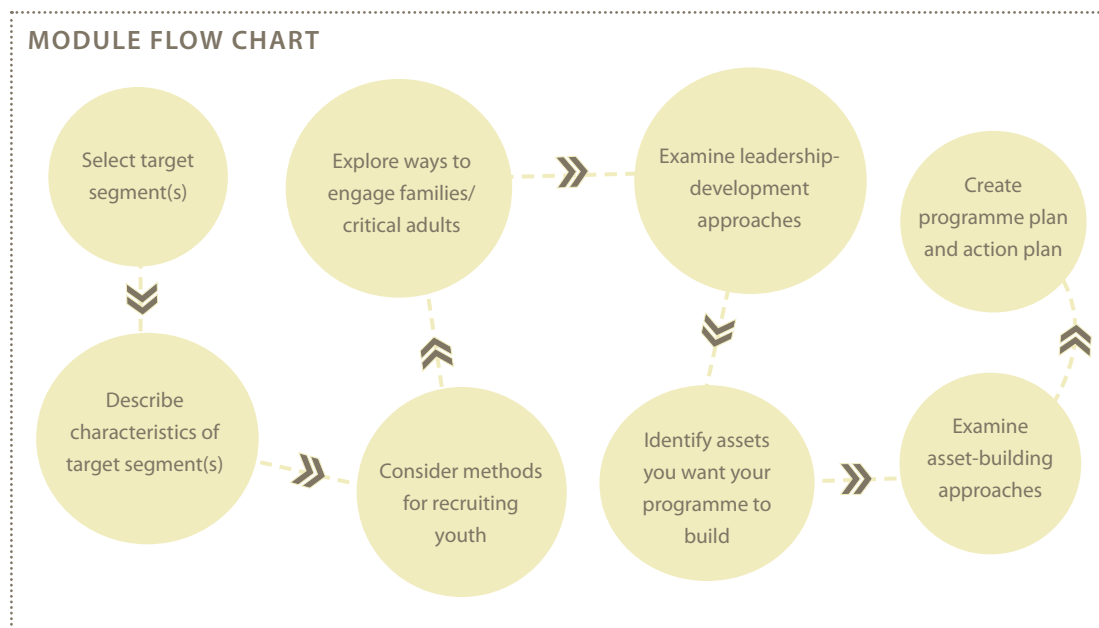 MODULE FLOW CHART
Select target
segment(s)
Describe
characteristics of
target segment(s)
Consider methods
for recruiting
youth
Explore ways to
engage families/
critical adults
Examine leadership-
development
approaches
Identify assets
you want your
programme to
build
Examine
asset-building
approaches
Create
programme plan
and action plan